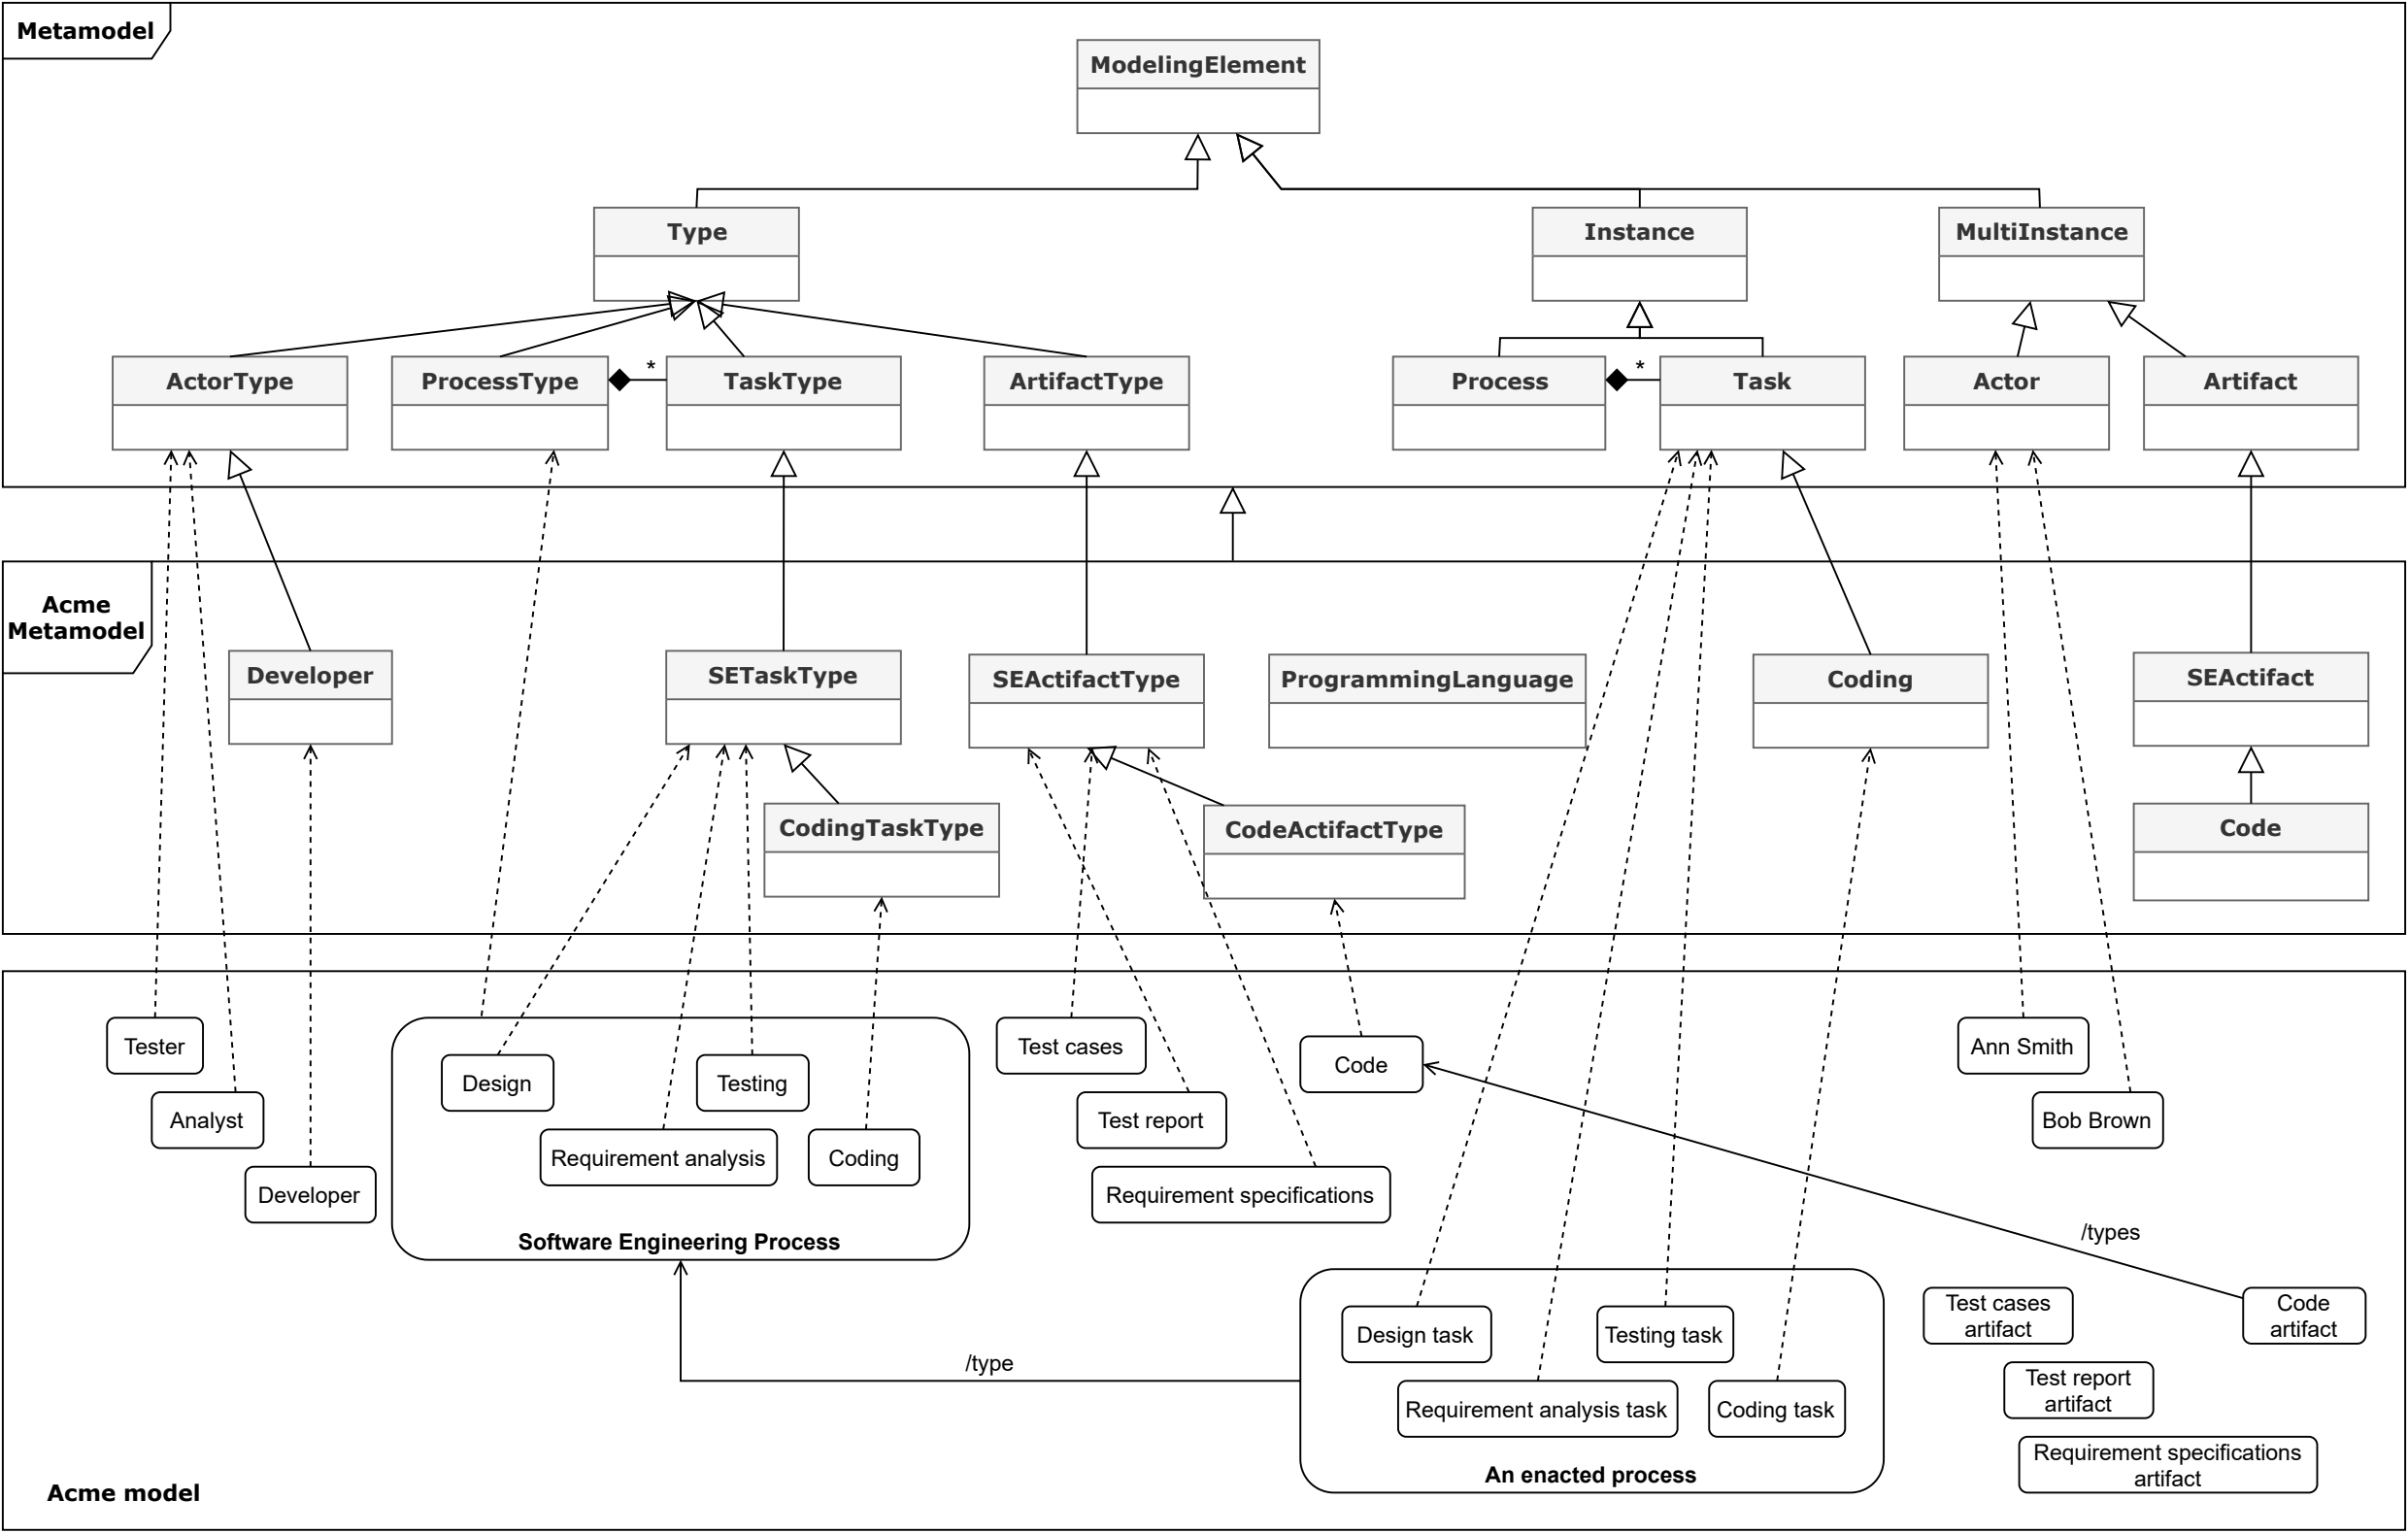 Metamodel
ModelingElement
Type
Instance
MultiInstance
ActorType
ProcessType
*
TaskType
ArtifactType
Process
*
Task
Actor
Artifact
Acme
Metamodel
Developer
SETaskType
SEActifactType
ProgrammingLanguage
Coding
SEActifact
CodingTaskType
CodeActifactType
Code
Tester
Analyst
Developer
Design
Testing
Requirement analysis
Coding
Software Engineering Process
Test cases
Test report
Requirement specifications
Code
Ann Smith
Bob Brown
/types
/type
Design task
Testing task
Requirement analysis task
Coding task
An enacted process
Test cases
artifact
Code
artifact
Test report
artifact
Requirement specifications
artifact
Acme model